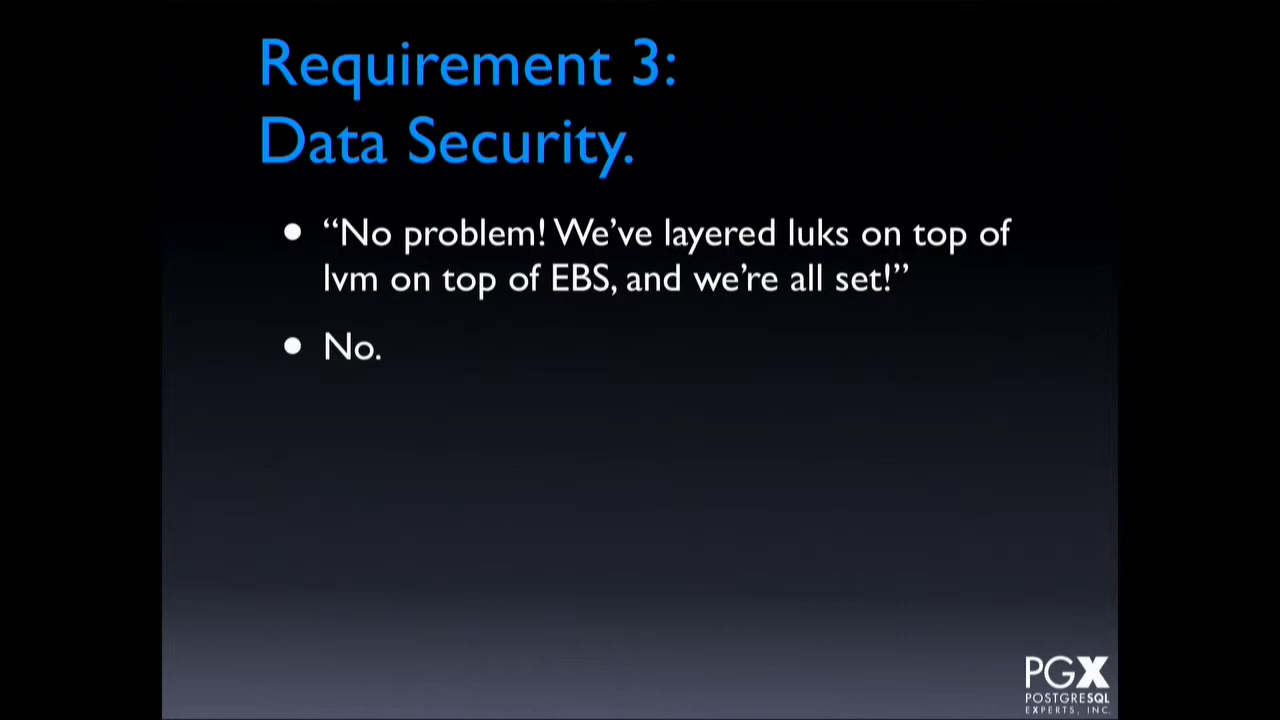 Requirement 3:
Data Security.
• “No problem! We’ve layered luks on top of
lvm on top of EBS, and we’re all set!”
• No.
PGX
POSTGRESQL
EXPERTS, INC.